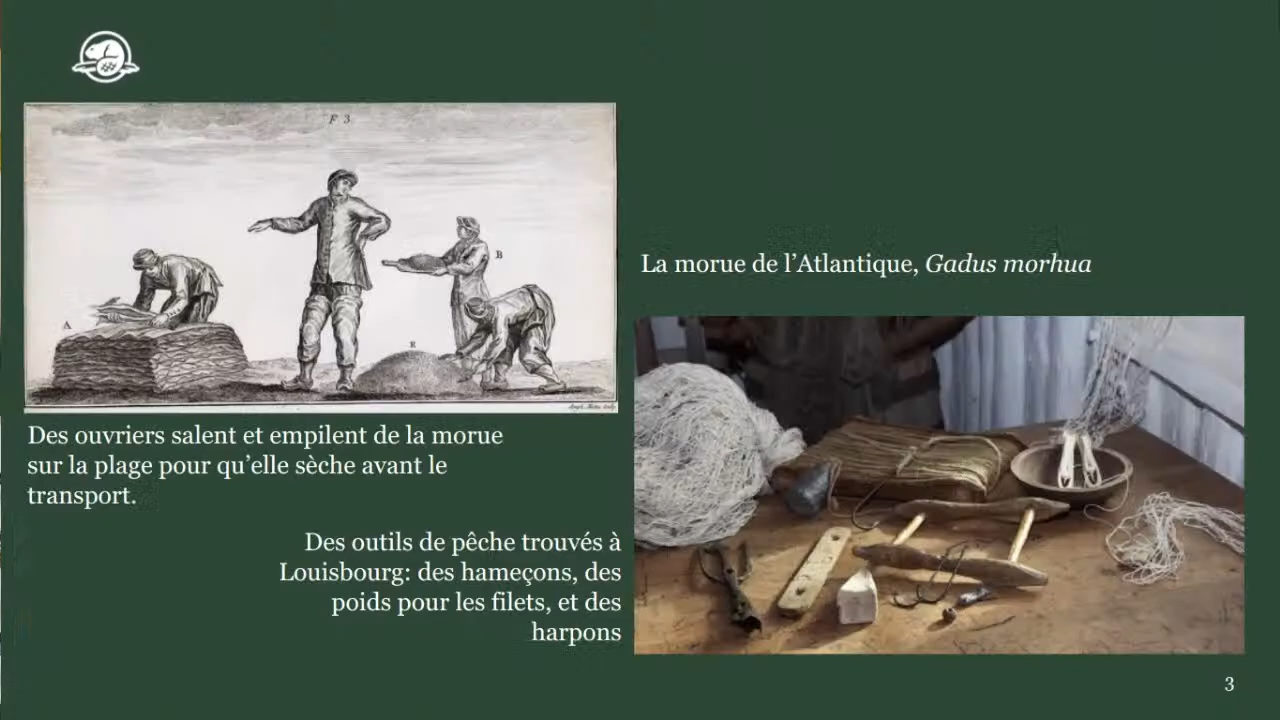 F 3
A
B
R
Des ouvriers salent et empilent de la morue
sur la plage pour qu’elle sèche avant le
transport.
La morue de l’Atlantique, Gadus morhua
Des outils de pêche trouvés à
Louisbourg: des hameçons, des
poids pour les filets, et des
harpons
3